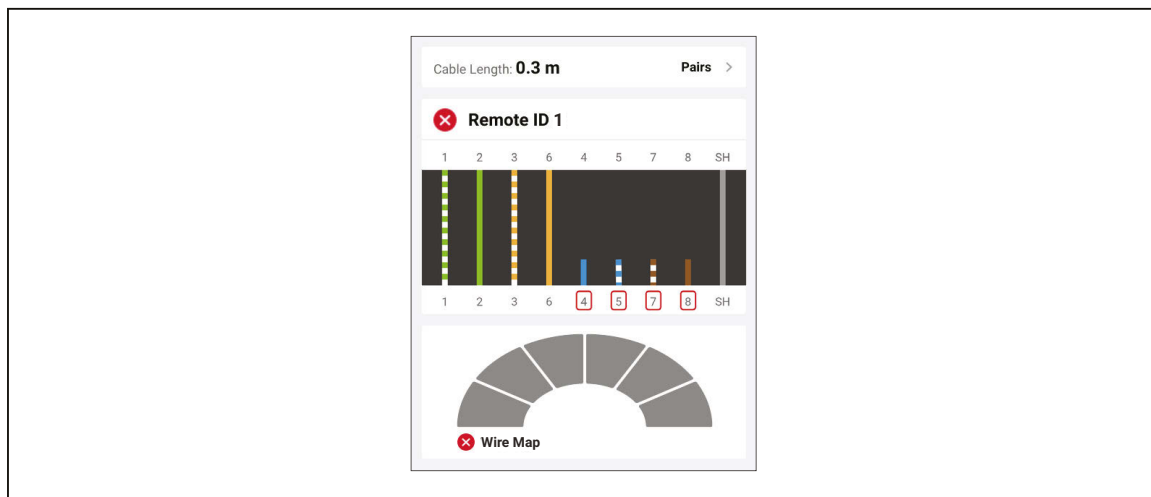 Cable Length: 0.3 m Pairs >
Remote ID 1
1 2 3 6 4 5 7 8 SH
1 2 3 6 4 5 7 8 SH
Wire Map